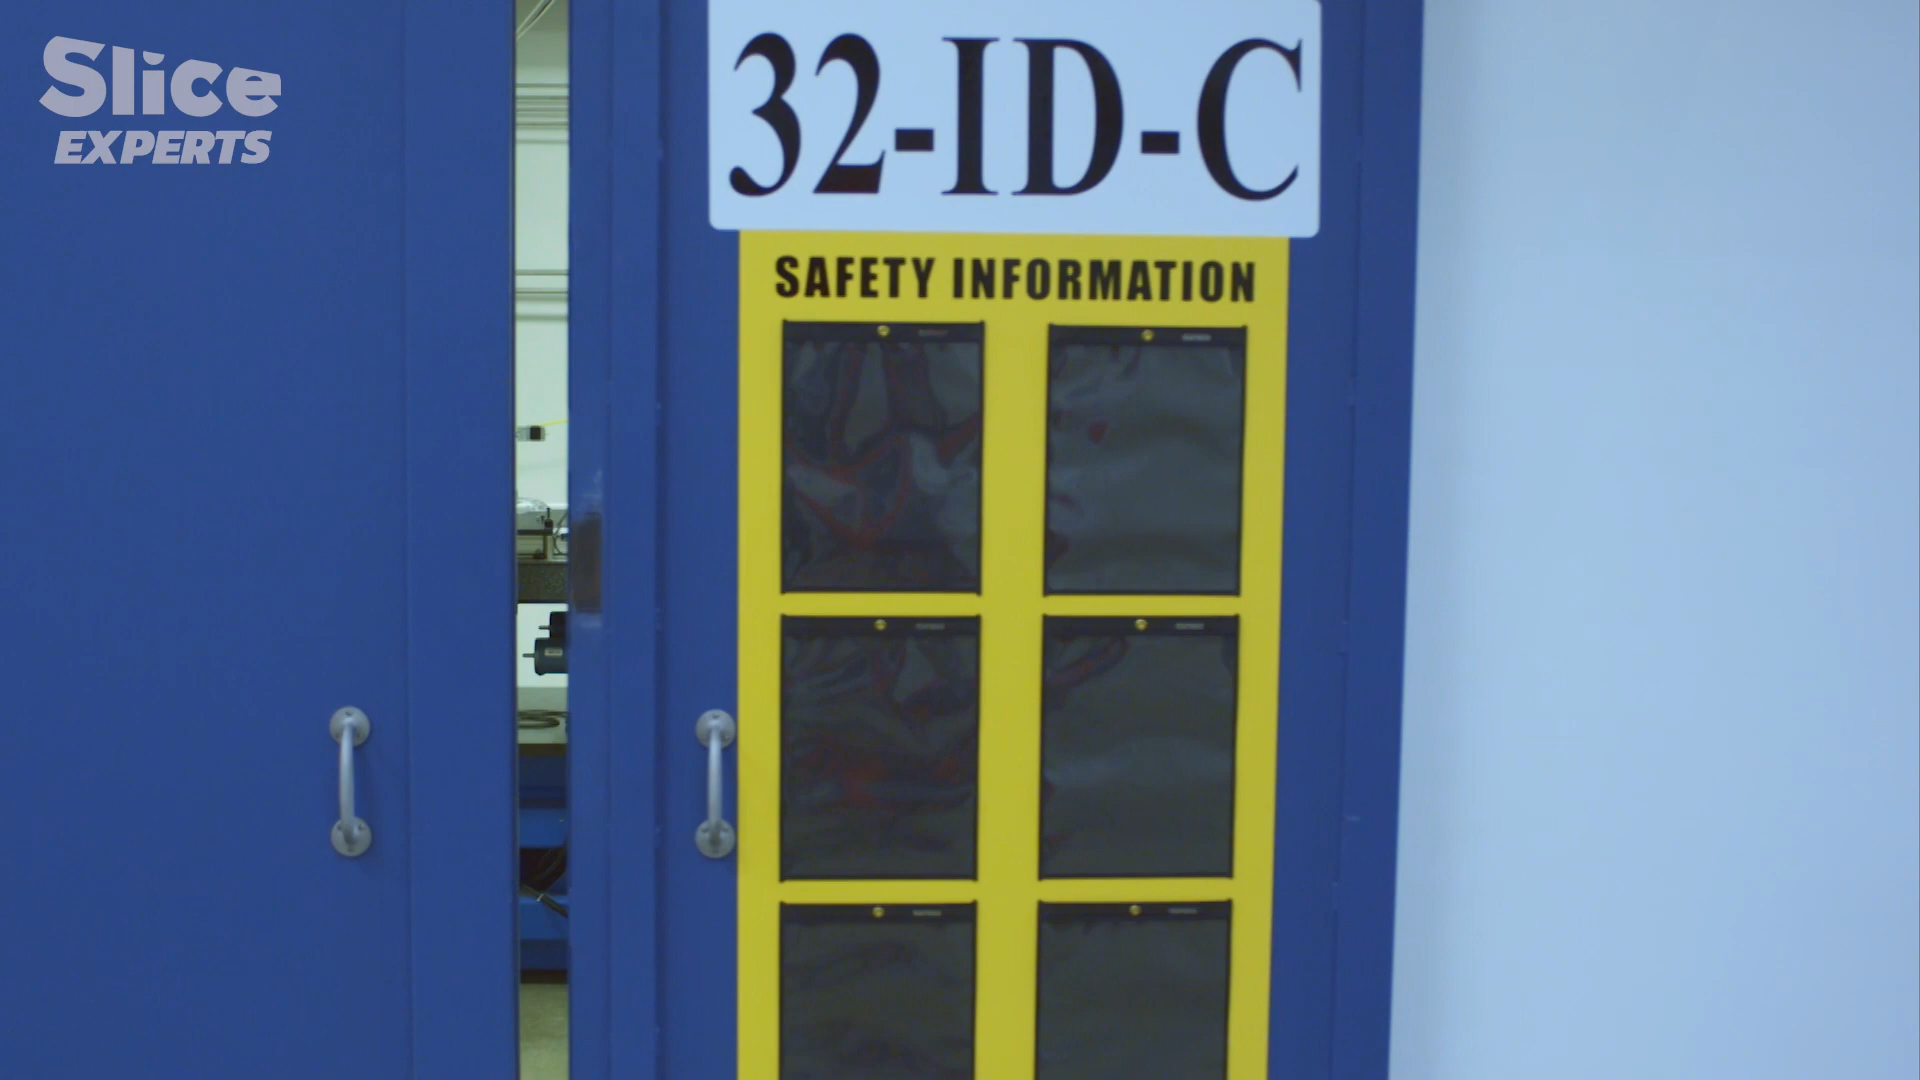 Slice
EXPERTS
32-ID-C
SAFETY INFORMATION